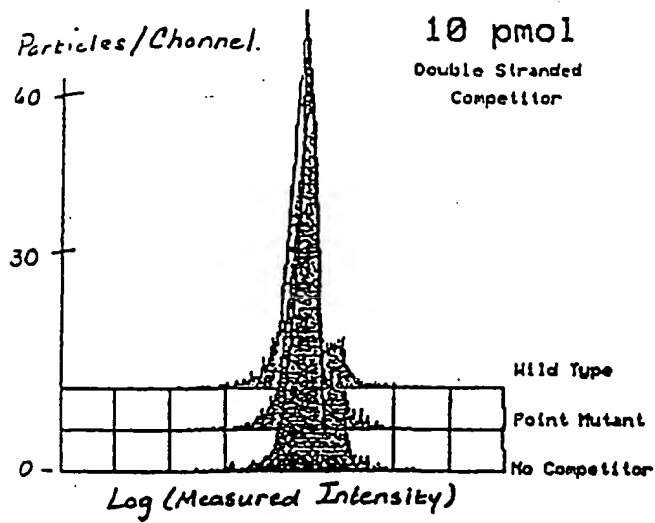 Particles/Channel.
10 pmol
Double Stranded
Competitor
60
30
Wild Type
Point Mutant
0 -
No Competitor
Log (Measured Intensity)